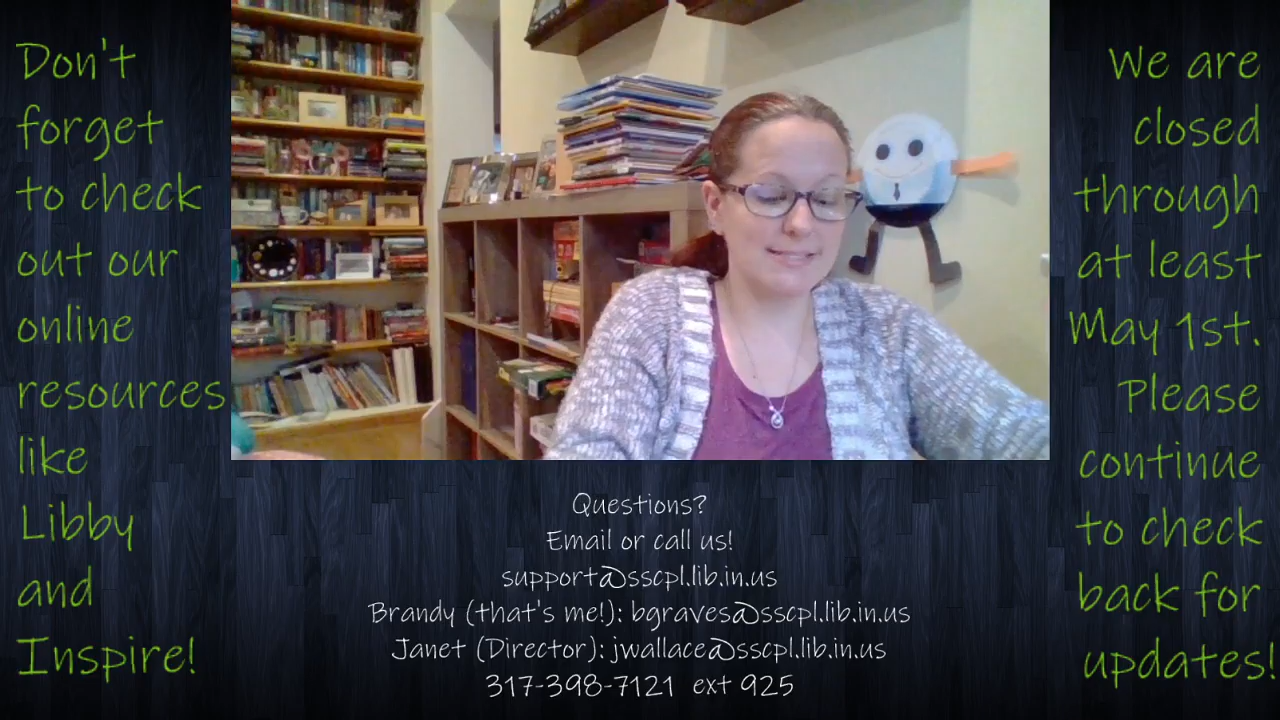 Don't
forget
to check
out our
online
resources
like
Libby
and
Inspire!
We are
closed
through
at least
May 1st.
Please
continue
to check
back for
updates!
Questions?
Email or call us!
support@sscpl.lib.in.us
Brandy (that's me!): bgraves@sscpl.lib.in.us
Janet (Director): jwallace@sscpl.lib.in.us
317-398-7121 ext 925